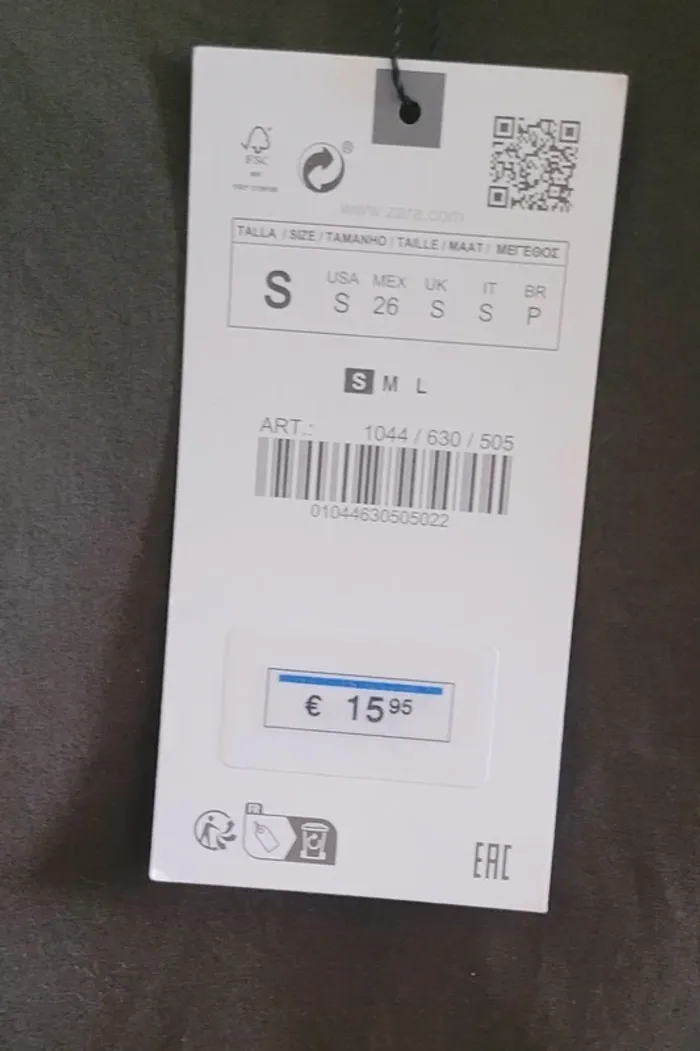 FSC
®
www.zara.com
TALLA / SIZE / TAMANHO / TAILLE / MAAT / ΜΕΓΕΘΟΣ
S
USA MEX UK IT BR
S 26 S S P
S M L
ART.: 1044 / 630 / 505
01044630505022
€ 15 95
FR
EAC